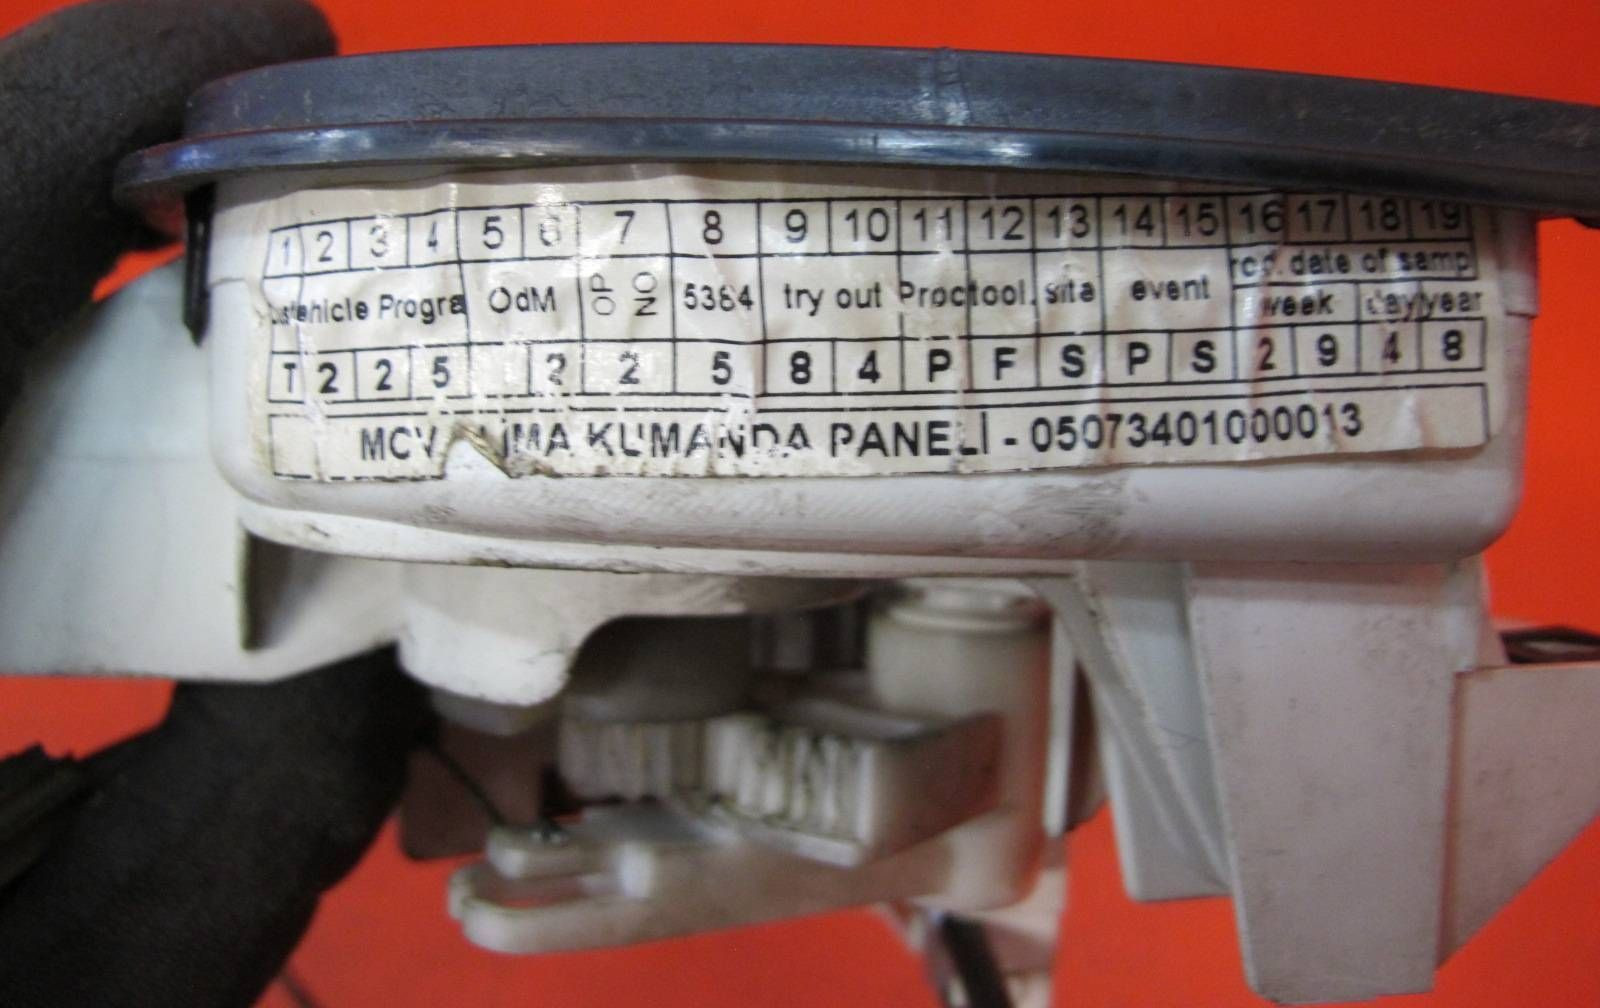 1 2 3 4 5 6 7 8 9 10 11 12 13 14 15 16 17 18 19
ehicle Progra OdM OP NO 5384 try out Proc tool. sita event date of samp
week day year
T 2 2 5 2 2 5 8 4 P F S P S 2 9 4 8
MCV KUMANDA PANELİ - 05073401000013